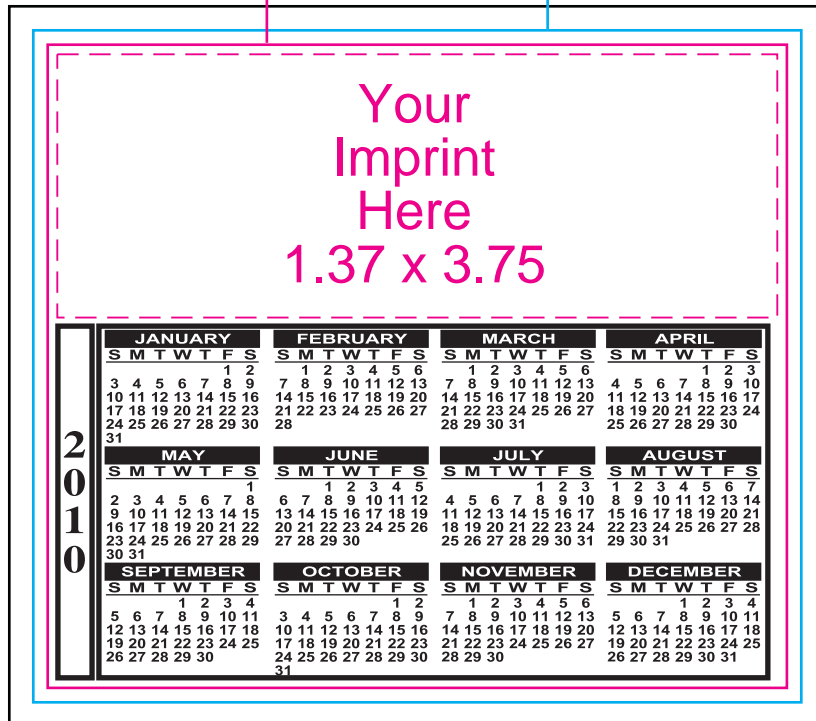 Your
Imprint
Here
1.37 x 3.75
2010
JANUARY
S M T W T F S
1 2
3 4 5 6 7 8 9
10 11 12 13 14 15 16
17 18 19 20 21 22 23
24 25 26 27 28 29 30
31
FEBRUARY
S M T W T F S
1 2 3 4 5 6
7 8 9 10 11 12 13
14 15 16 17 18 19 20
21 22 23 24 25 26 27
28
MARCH
S M T W T F S
1 2 3 4 5 6
7 8 9 10 11 12 13
14 15 16 17 18 19 20
21 22 23 24 25 26 27
28 29 30 31
APRIL
S M T W T F S
1 2 3
4 5 6 7 8 9 10
11 12 13 14 15 16 17
18 19 20 21 22 23 24
25 26 27 28 29 30
MAY
S M T W T F S
1
2 3 4 5 6 7 8
9 10 11 12 13 14 15
16 17 18 19 20 21 22
23 24 25 26 27 28 29
30 31
JUNE
S M T W T F S
1 2 3 4 5
6 7 8 9 10 11 12
13 14 15 16 17 18 19
20 21 22 23 24 25 26
27 28 29 30
JULY
S M T W T F S
1 2 3
4 5 6 7 8 9 10
11 12 13 14 15 16 17
18 19 20 21 22 23 24
25 26 27 28 29 30 31
AUGUST
S M T W T F S
1 2 3 4 5 6 7
8 9 10 11 12 13 14
15 16 17 18 19 20 21
22 23 24 25 26 27 28
29 30 31
SEPTEMBER
S M T W T F S
1 2 3 4
5 6 7 8 9 10 11
12 13 14 15 16 17 18
19 20 21 22 23 24 25
26 27 28 29 30
OCTOBER
S M T W T F S
1 2
3 4 5 6 7 8 9
10 11 12 13 14 15 16
17 18 19 20 21 22 23
24 25 26 27 28 29 30
31
NOVEMBER
S M T W T F S
1 2 3 4 5 6
7 8 9 10 11 12 13
14 15 16 17 18 19 20
21 22 23 24 25 26 27
28 29 30
DECEMBER
S M T W T F S
1 2 3 4
5 6 7 8 9 10 11
12 13 14 15 16 17 18
19 20 21 22 23 24 25
26 27 28 29 30 31